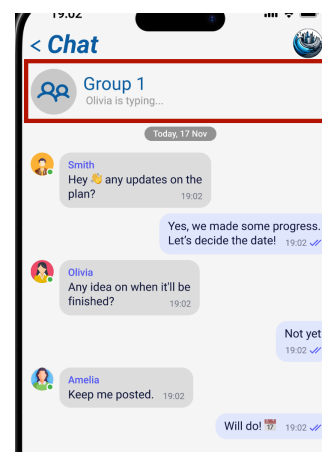 19:02
< Chat
Group 1
Olivia is typing...
Today, 17 Nov
Smith
Hey 👋 any updates on the
plan? 19:02
Yes, we made some progress.
Let's decide the date! 19:02
Olivia
Any idea on when it'll be
finished? 19:02
Not yet
19:02
Amelia
Keep me posted. 19:02
Will do! 📅 19:02